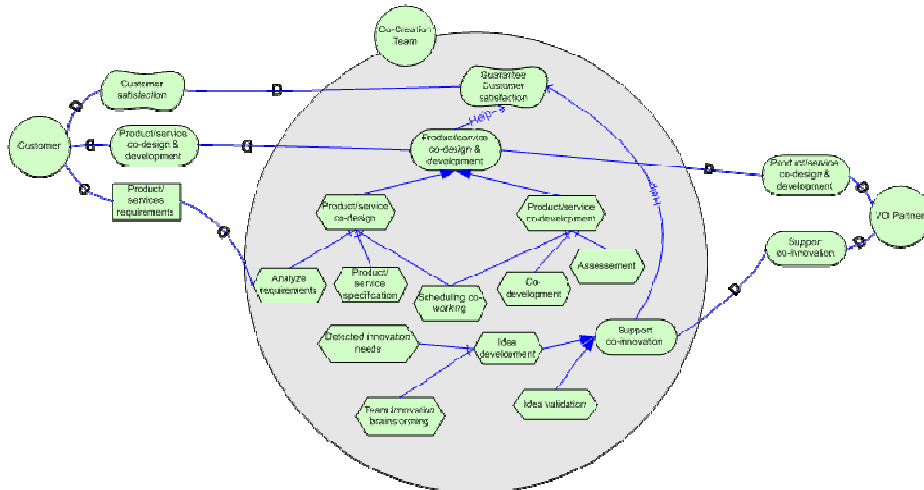 Co-Creation
Team
Customer
satisfaction
D
D
Guarantee
Customer
satisfaction
Help
Customer
D
Product/service
co-design &
development
D
Product/service
co-design &
development
D
Product/service
co-design &
development
D
D
Product/
services
requirements
D
Product/service
co-design
Product/service
co-development
Help
VO Partner
D
Support
co-innovation
D
Analyze
requirements
Product/
service
specification
Scheduling co-
working
Co-
development
Assessment
Detected innovation
needs
Idea
development
Support
co-innovation
Team innovation
brainstorming
Idea validation